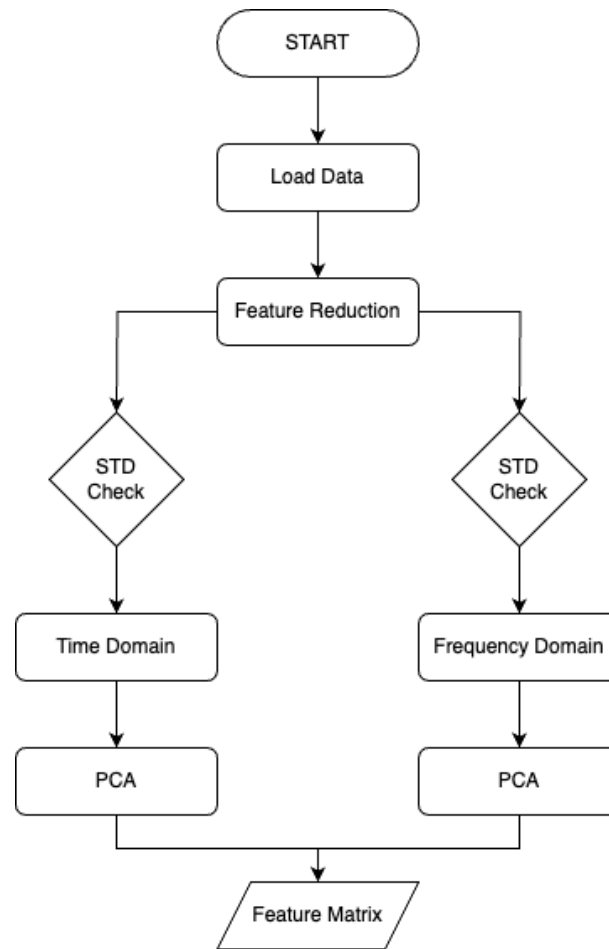 START
Load Data
Feature Reduction
STD
Check
STD
Check
Time Domain
Frequency Domain
PCA
PCA
Feature Matrix